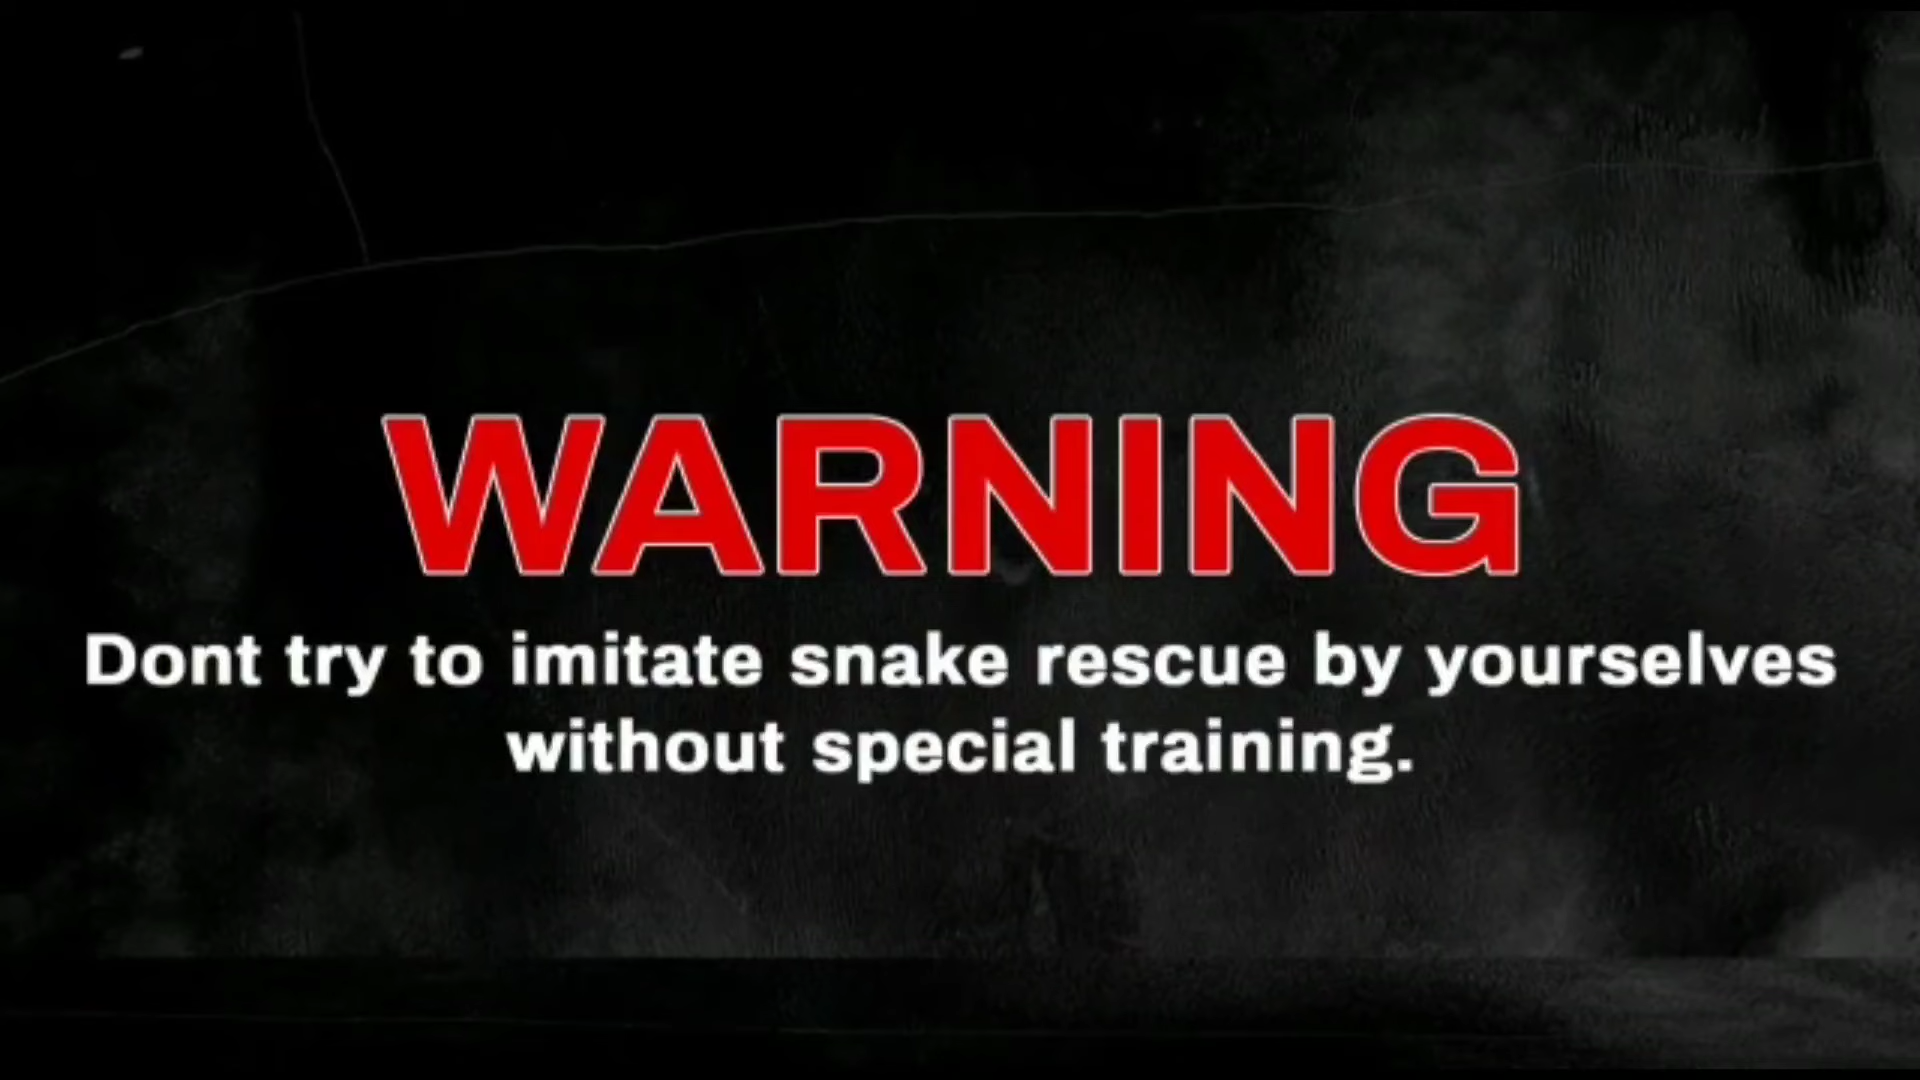 WARNING
Dont try to imitate snake rescue by yourselves
without special training.